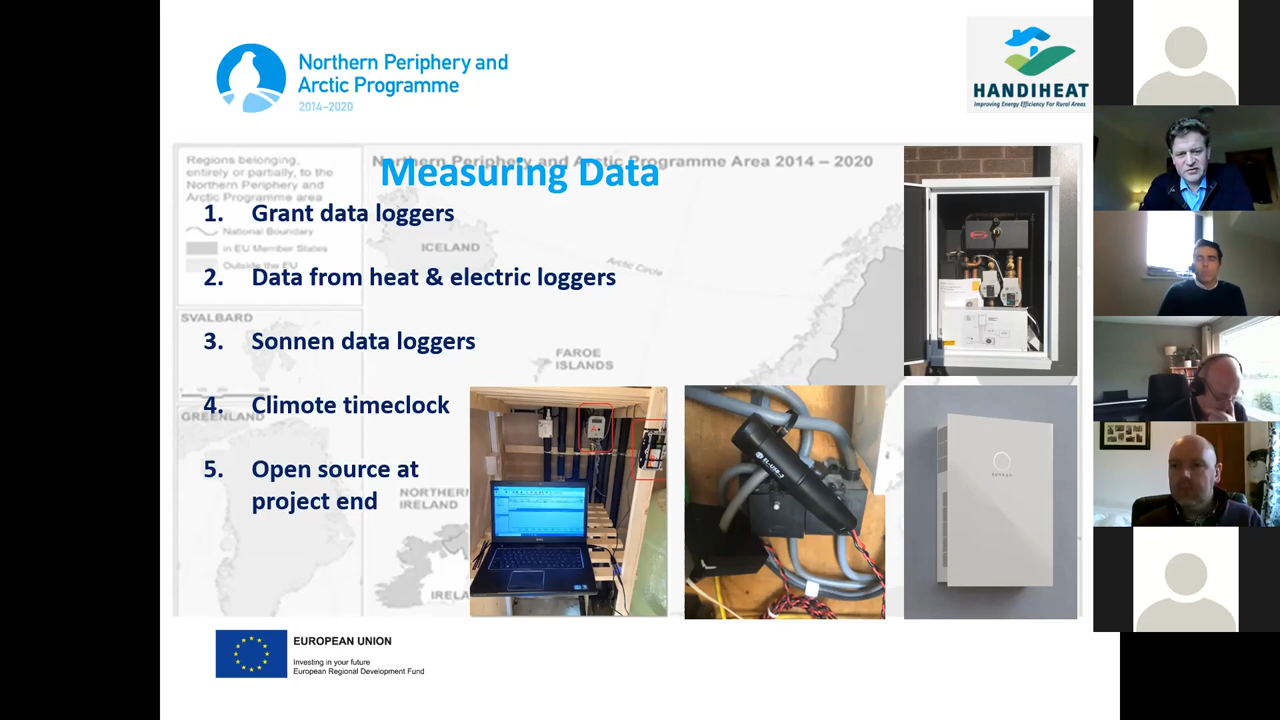 Northern Periphery and
Arctic Programme
2014–2020
HANDIHEAT
Improving Energy Efficiency For Rural Areas
Regions belonging,
entirely or partially, to the
Northern Periphery and
Arctic Programme area
National Boundary
in EU Member States
Outside the EU
Northern Periphery and Arctic Programme Area 2014 – 2020
Measuring Data
1. Grant data loggers
ICELAND
Arctic Circle
2. Data from heat & electric loggers
SVALBARD
3. Sonnen data loggers
FAROE
ISLANDS
4. Climote timeclock
GREENLAND
5. Open source at
project end
NORTHERN
IRELAND
IRELA
EL-USB-2
EUROPEAN UNION
Investing in your future
European Regional Development Fund